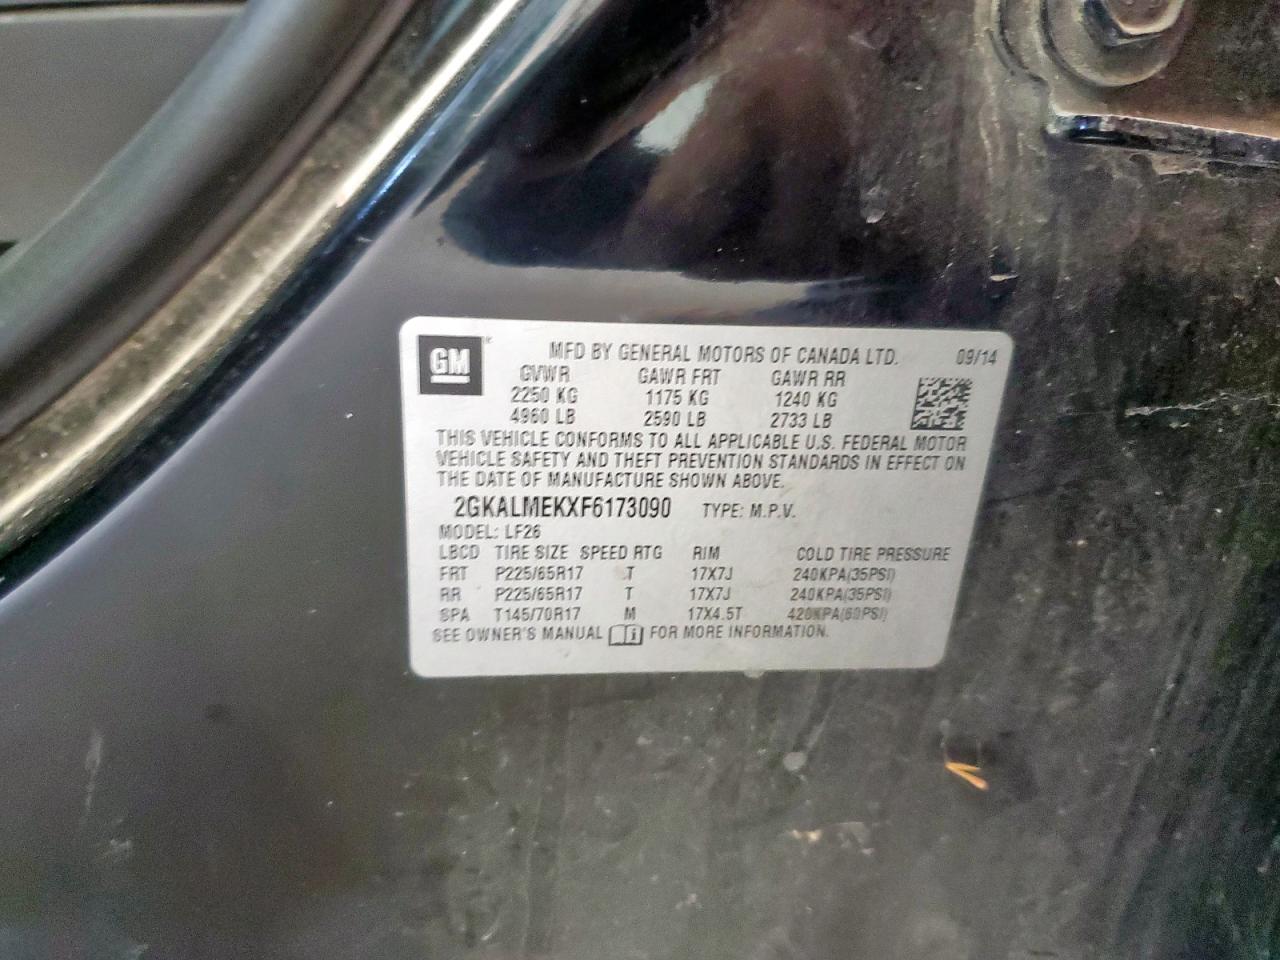 GM®
MFD BY GENERAL MOTORS OF CANADA LTD. 09/14
GVWR GAWR FRT GAWR RR
2250 KG 1175 KG 1240 KG
4960 LB 2590 LB 2733 LB
THIS VEHICLE CONFORMS TO ALL APPLICABLE U.S. FEDERAL MOTOR
VEHICLE SAFETY AND THEFT PREVENTION STANDARDS IN EFFECT ON
THE DATE OF MANUFACTURE SHOWN ABOVE.
2GKALMEKXF6173090 TYPE: M.P.V.
MODEL: LF26
LBCD TIRE SIZE SPEED RTG RIM COLD TIRE PRESSURE
FRT P225/65R17 T 17X7J 240KPA(35PSI)
RR P225/65R17 T 17X7J 240KPA(35PSI)
SPA T145/70R17 M 17X4.5T 420KPA(60PSI)
SEE OWNER'S MANUAL FOR MORE INFORMATION.